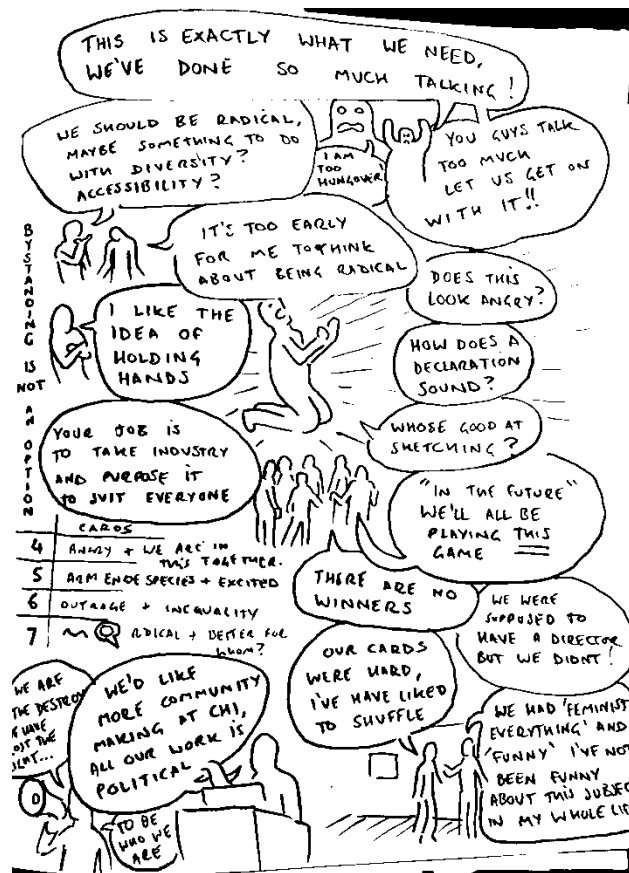 THIS IS EXACTLY WHAT WE NEED,
WE'VE DONE SO MUCH TALKING!
WE SHOULD BE RADICAL,
MAYBE SOMETHING TO DO
WITH DIVERSITY?
ACCESSIBILITY?
I AM
TOO
HUNGOVER!
YOU GUYS TALK
TOO MUCH
LET US GET ON
WITH IT!!
BYSTANDING IS NOT AN OPTION
IT'S TOO EARLY
FOR ME TO THINK
ABOUT BEING RADICAL
DOES THIS
LOOK ANGRY?
I LIKE THE
IDEA OF
HOLDING
HANDS
HOW DOES A
DECLARATION
SOUND?
YOUR JOB IS
TO TAKE INDUSTRY
AND PURPOSE IT
TO SUIT EVERYONE
WHOSE GOOD AT
SKETCHING?
"IN THE FUTURE"
WE'LL ALL BE
PLAYING THIS
GAME
CARDS
4 ANGRY + WE ARE IN
THIS TOGETHER.
5 + EXCITED
6 OUTRAGE + INEQUALITY
7 RDICAL + BETTER FOR
WHOM?
THERE ARE NO
WINNERS
WE WERE
SUPPOSED TO
HAVE A DIRECTOR
BUT WE DIDNT!
OUR CARDS
WERE HARD,
I'VE HAVE LIKED
TO SHUFFLE
WE ARE
THE DESTROY
HAVE
THE
WE'D LIKE
MORE COMMUNITY
MAKING AT CHI,
ALL OUR WORK IS
POLITICAL
TO BE
WHO WE
ARE
WE HAD 'FEMINIST
EVERYTHING' AND
'FUNNY' I'VE NOT
BEEN FUNNY
ABOUT THIS SUBJEC
IN MY WHOLE LIF